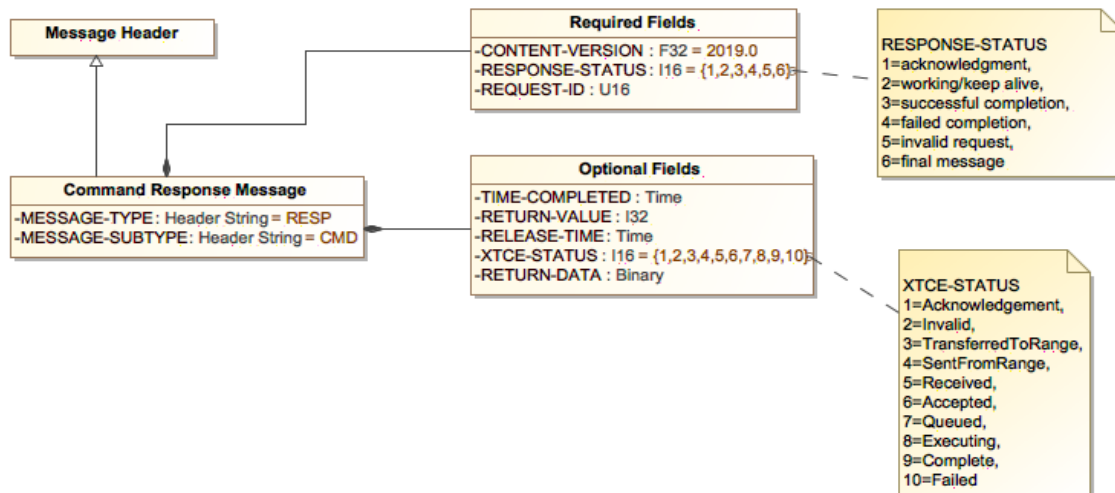 Message Header
Required Fields
-CONTENT-VERSION : F32 = 2019.0
-RESPONSE-STATUS : I16 = {1,2,3,4,5,6}
-REQUEST-ID : U16
RESPONSE-STATUS
1=acknowledgment,
2=working/keep alive,
3=successful completion,
4=failed completion,
5=invalid request,
6=final message
Command Response Message
-MESSAGE-TYPE : Header String = RESP
-MESSAGE-SUBTYPE : Header String = CMD
Optional Fields
-TIME-COMPLETED : Time
-RETURN-VALUE : I32
-RELEASE-TIME : Time
-XTCE-STATUS : I16 = {1,2,3,4,5,6,7,8,9,10}
-RETURN-DATA : Binary
XTCE-STATUS
1=Acknowledgement,
2=Invalid,
3=TransferredToRange,
4=SentFromRange,
5=Received,
6=Accepted,
7=Queued,
8=Executing,
9=Complete,
10=Failed